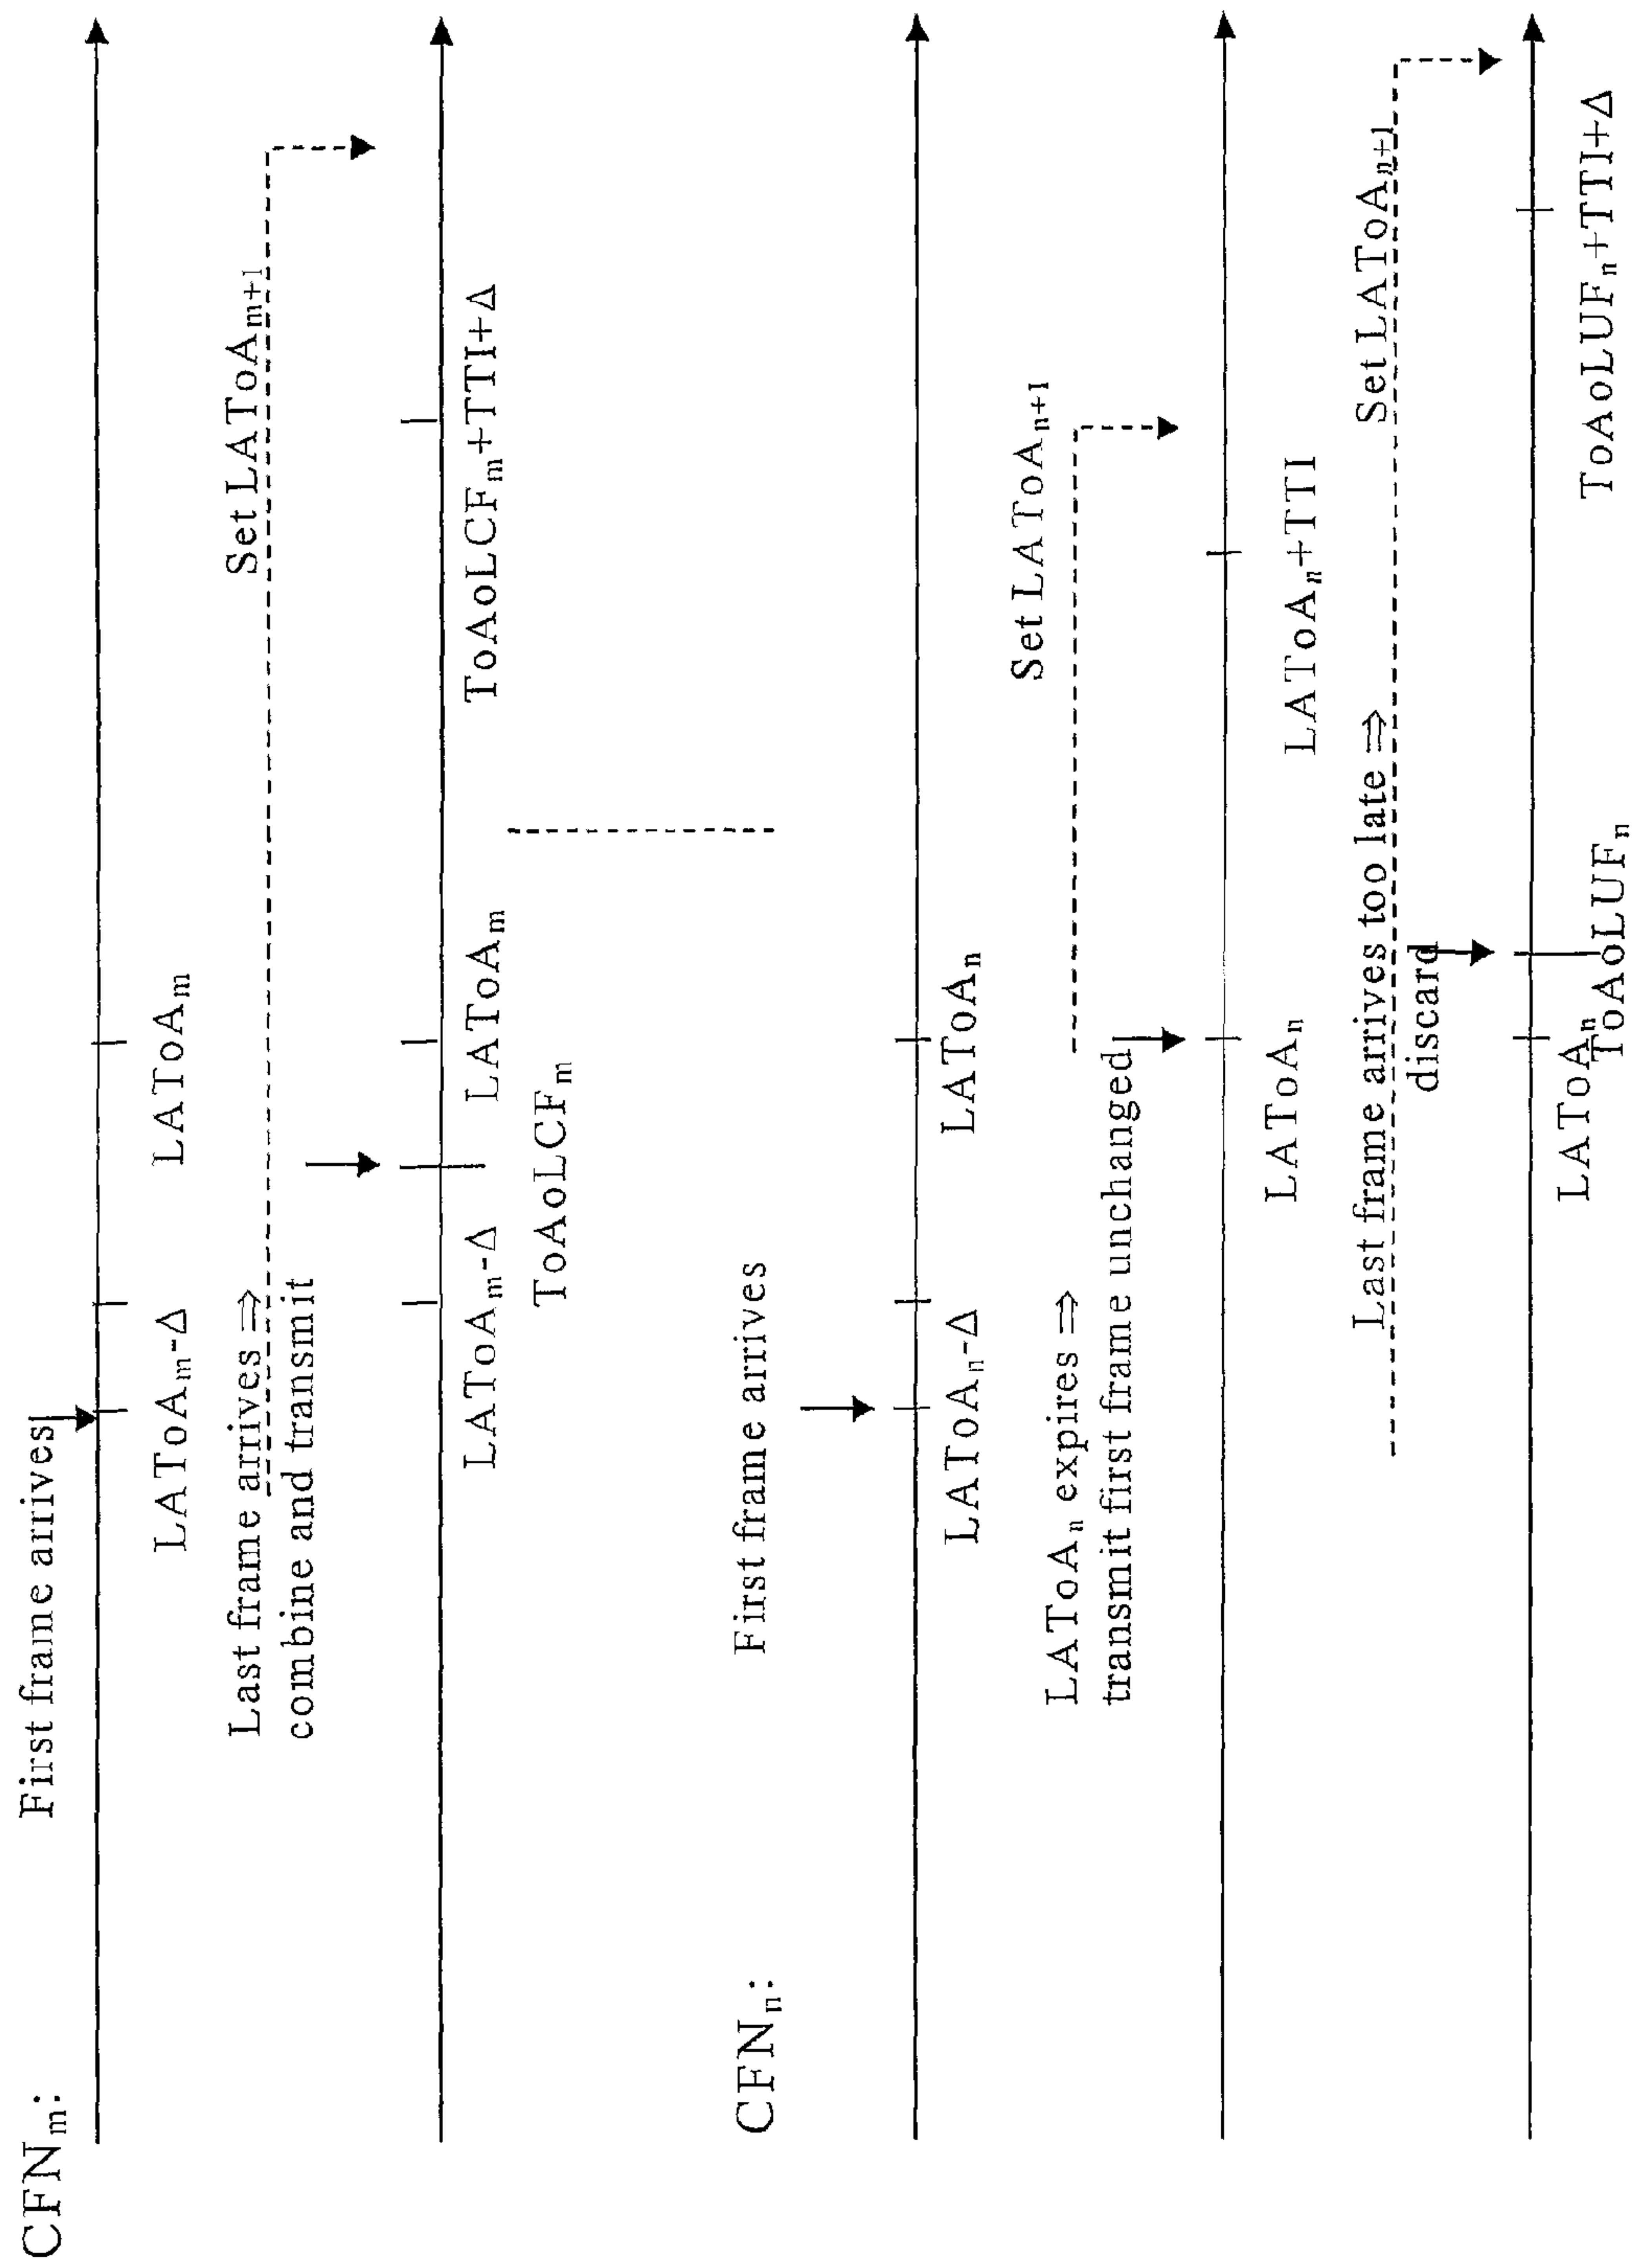 CFNm:
First frame arrives
LAToAm-Δ
LAToAm
Last frame arrives ⇒
combine and transmit
Set LAToAm+1
LAToAm-Δ
LAToAm
ToAoLCFm+TTI+Δ
ToAoLCFm
CFNn:
First frame arrives
LAToAn-Δ
LAToAn
LAToAn expires ⇒
transmit first frame unchanged
Set LAToAn+1
LAToAn
LAToAn+TTI
Last frame arrives too late ⇒
discard
Set LAToAn+1
LAToAn
ToAoLUFn
ToAoLUFn+TTI+Δ